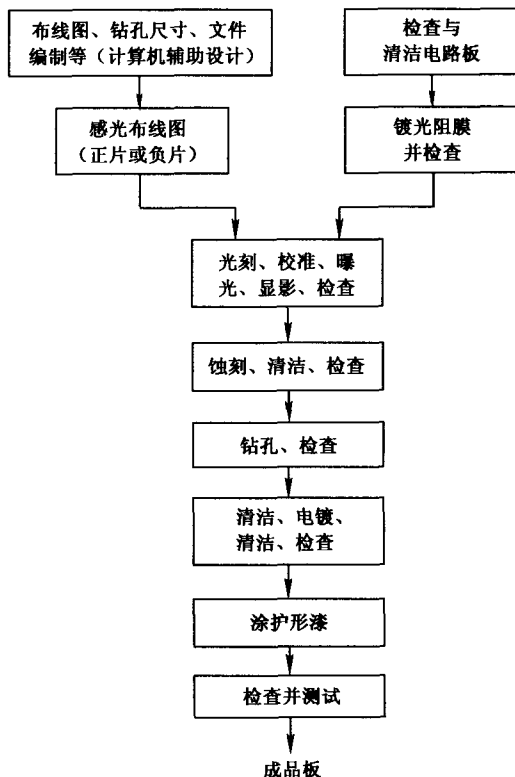 布线图、钻孔尺寸、文件
编制等（计算机辅助设计）
检查与
清洁电路板
感光布线图
（正片或负片）
镀光阻膜
并检查
光刻、校准、曝
光、显影、检查
蚀刻、清洁、检查
钻孔、检查
清洁、电镀、
清洁、检查
涂护形漆
检查并测试
成品板